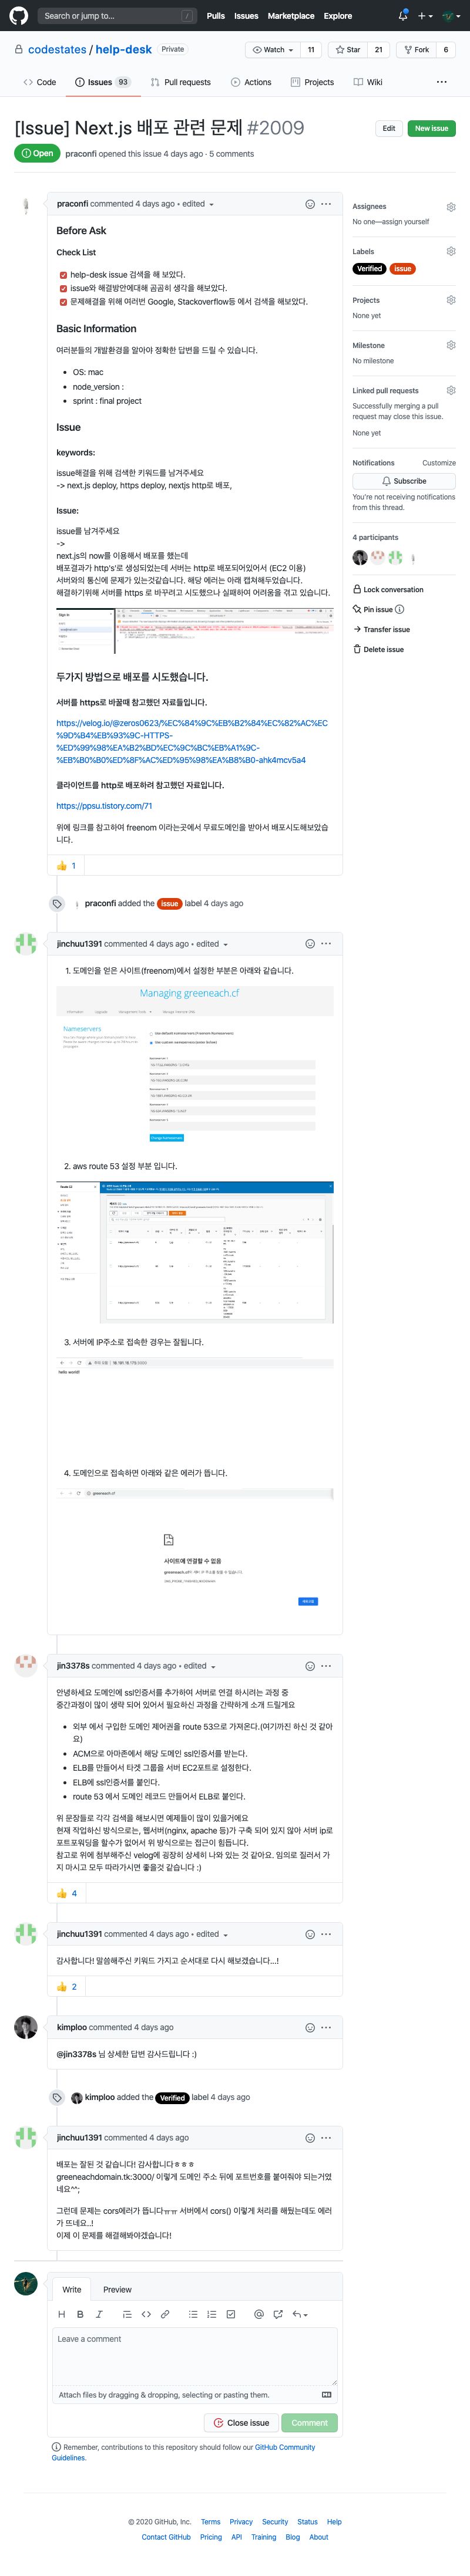 Search or jump to...
/
Pulls Issues Marketplace Explore
codestates / help-desk Private
Watch 11 Star 21 Fork 6
Code Issues 93 Pull requests Actions Projects Wiki
[Issue] Next.js 배포 관련 문제 #2009
Edit New issue
Open praconfi opened this issue 4 days ago · 5 comments
praconfi commented 4 days ago • edited
Before Ask
Check List
help-desk issue 검색을 해 보았다.
issue와 해결방안에대해 곰곰히 생각을 해보았다.
문제해결을 위해 여러번 Google, Stackoverflow등 에서 검색을 해보았다.
Basic Information
여러분들의 개발환경을 알아야 정확한 답변을 드릴 수 있습니다.
OS: mac
node_version :
sprint : final project
Issue
keywords:
issue해결을 위해 검색한 키워드를 남겨주세요
-> next.js deploy, https deploy, nextjs http로 배포,
Issue:
issue를 남겨주세요
->
next.js의 now를 이용해서 배포를 했는데
배포결과가 http's'로 생성되었는데 서버는 http로 배포되어있어서 (EC2 이용)
서버와의 통신에 문제가 있는것같습니다. 해당 에러는 아래 캡쳐해두었습니다.
해결하기위해 서버를 https 로 바꾸려고 시도했으나 실패하여 어려움을 겪고 있습니다.
두가지 방법으로 배포를 시도했습니다.
서버를 https로 바꿀때 참고했던 자료들입니다.
https://velog.io/@zeros0623/%EC%84%9C%EB%B2%84%EC%82%AC%EC
%9D%B4%EB%93%9C-HTTPS-
%ED%99%98%EA%B2%BD%EC%9C%BC%EB%A1%9C-
%EB%B0%B0%ED%8F%AC%ED%95%98%EA%B8%B0-ahk4mcv5a4
클라이언트를 http로 배포하려 참고했던 자료입니다.
https://ppsu.tistory.com/71
위에 링크를 참고하여 freenom 이라는곳에서 무료도메인을 받아서 배포시도해보았습
니다.
👍 1
praconfi added the issue label 4 days ago
jinchuu1391 commented 4 days ago • edited
1. 도메인을 얻은 사이트(freenom)에서 설정한 부분은 아래와 같습니다.
Managing greeneach.cf
Nameservers
Change Nameservers
2. aws route 53 설정 부분 입니다.
3. 서버에 IP주소로 접속한 경우는 잘됩니다.
hello world!
4. 도메인으로 접속하면 아래와 같은 에러가 뜹니다.
greeneach.cf
사이트에 연결할 수 없음
jin3378s commented 4 days ago • edited
안녕하세요 도메인에 ssl인증서를 추가하여 서버로 연결 하시려는 과정 중
중간과정이 많이 생략 되어 있어서 필요하신 과정을 간략하게 소개 드릴게요
외부 에서 구입한 도메인 제어권을 route 53으로 가져온다.(여기까진 하신 것 같아
요)
ACM으로 아마존에서 해당 도메인 ssl인증서를 받는다.
ELB를 만들어서 타겟 그룹을 서버 EC2포트로 설정한다.
ELB에 ssl인증서를 붙인다.
route 53 에서 도메인 레코드 만들어서 ELB로 붙인다.
위 문장들로 각각 검색을 해보시면 예제들이 많이 있을거에요
현재 작업하신 방식으로는, 웹서버(nginx, apache 등)가 구축 되어 있지 않아 서버 ip로
포트포워딩을 할수가 없어서 위 방식으로는 접근이 힘듭니다.
참고로 위에 첨부해주신 velog에 굉장히 상세히 나와 있는 것 같아요. 임의로 질러서 가
지 마시고 모두 따라가시면 좋을것 같습니다 :)
👍 4
jinchuu1391 commented 4 days ago • edited
감사합니다! 말씀해주신 키워드 가지고 순서대로 다시 해보겠습니다...!
👍 2
kimploo commented 4 days ago
@jin3378s 님 상세한 답변 감사드립니다 :)
kimploo added the Verified label 4 days ago
jinchuu1391 commented 4 days ago
배포는 잘된 것 같습니다! 감사합니다ㅎㅎㅎ
greeneachdomain.tk:3000/ 이렇게 도메인 주소 뒤에 포트번호를 붙여줘야 되는거였
네요^^;
그런데 문제는 cors에러가 뜹니다ㅠㅠ 서버에서 cors() 이렇게 처리를 해뒀는데도 에러
가 뜨네요..!
이제 이 문제를 해결해봐야겠습니다!
Write Preview
Leave a comment
Attach files by dragging & dropping, selecting or pasting them.
Close issue Comment
Remember, contributions to this repository should follow our GitHub Community
Guidelines.
Assignees
No one—assign yourself
Labels
Verified issue
Projects
None yet
Milestone
No milestone
Linked pull requests
Successfully merging a pull
request may close this issue.
None yet
Notifications Customize
Subscribe
You're not receiving notifications
from this thread.
4 participants
Lock conversation
Pin issue
Transfer issue
Delete issue
© 2020 GitHub, Inc. Terms Privacy Security Status Help
Contact GitHub Pricing API Training Blog About